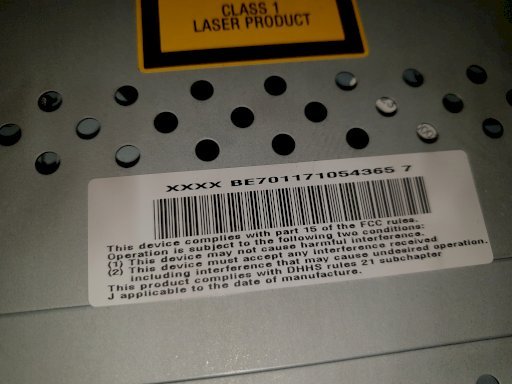 CLASS 1
LASER PRODUCT
XXXX BE701171054365 7
This device complies with part 15 of the FCC rules.
Operation is subject to the following two conditions:
(1) This device may not cause harmful interference.
(2) This device must accept any interference received
including interference that may cause undesired operation.
This product complies with DHHS rules 21 subchapter
J applicable to the date of manufacture.